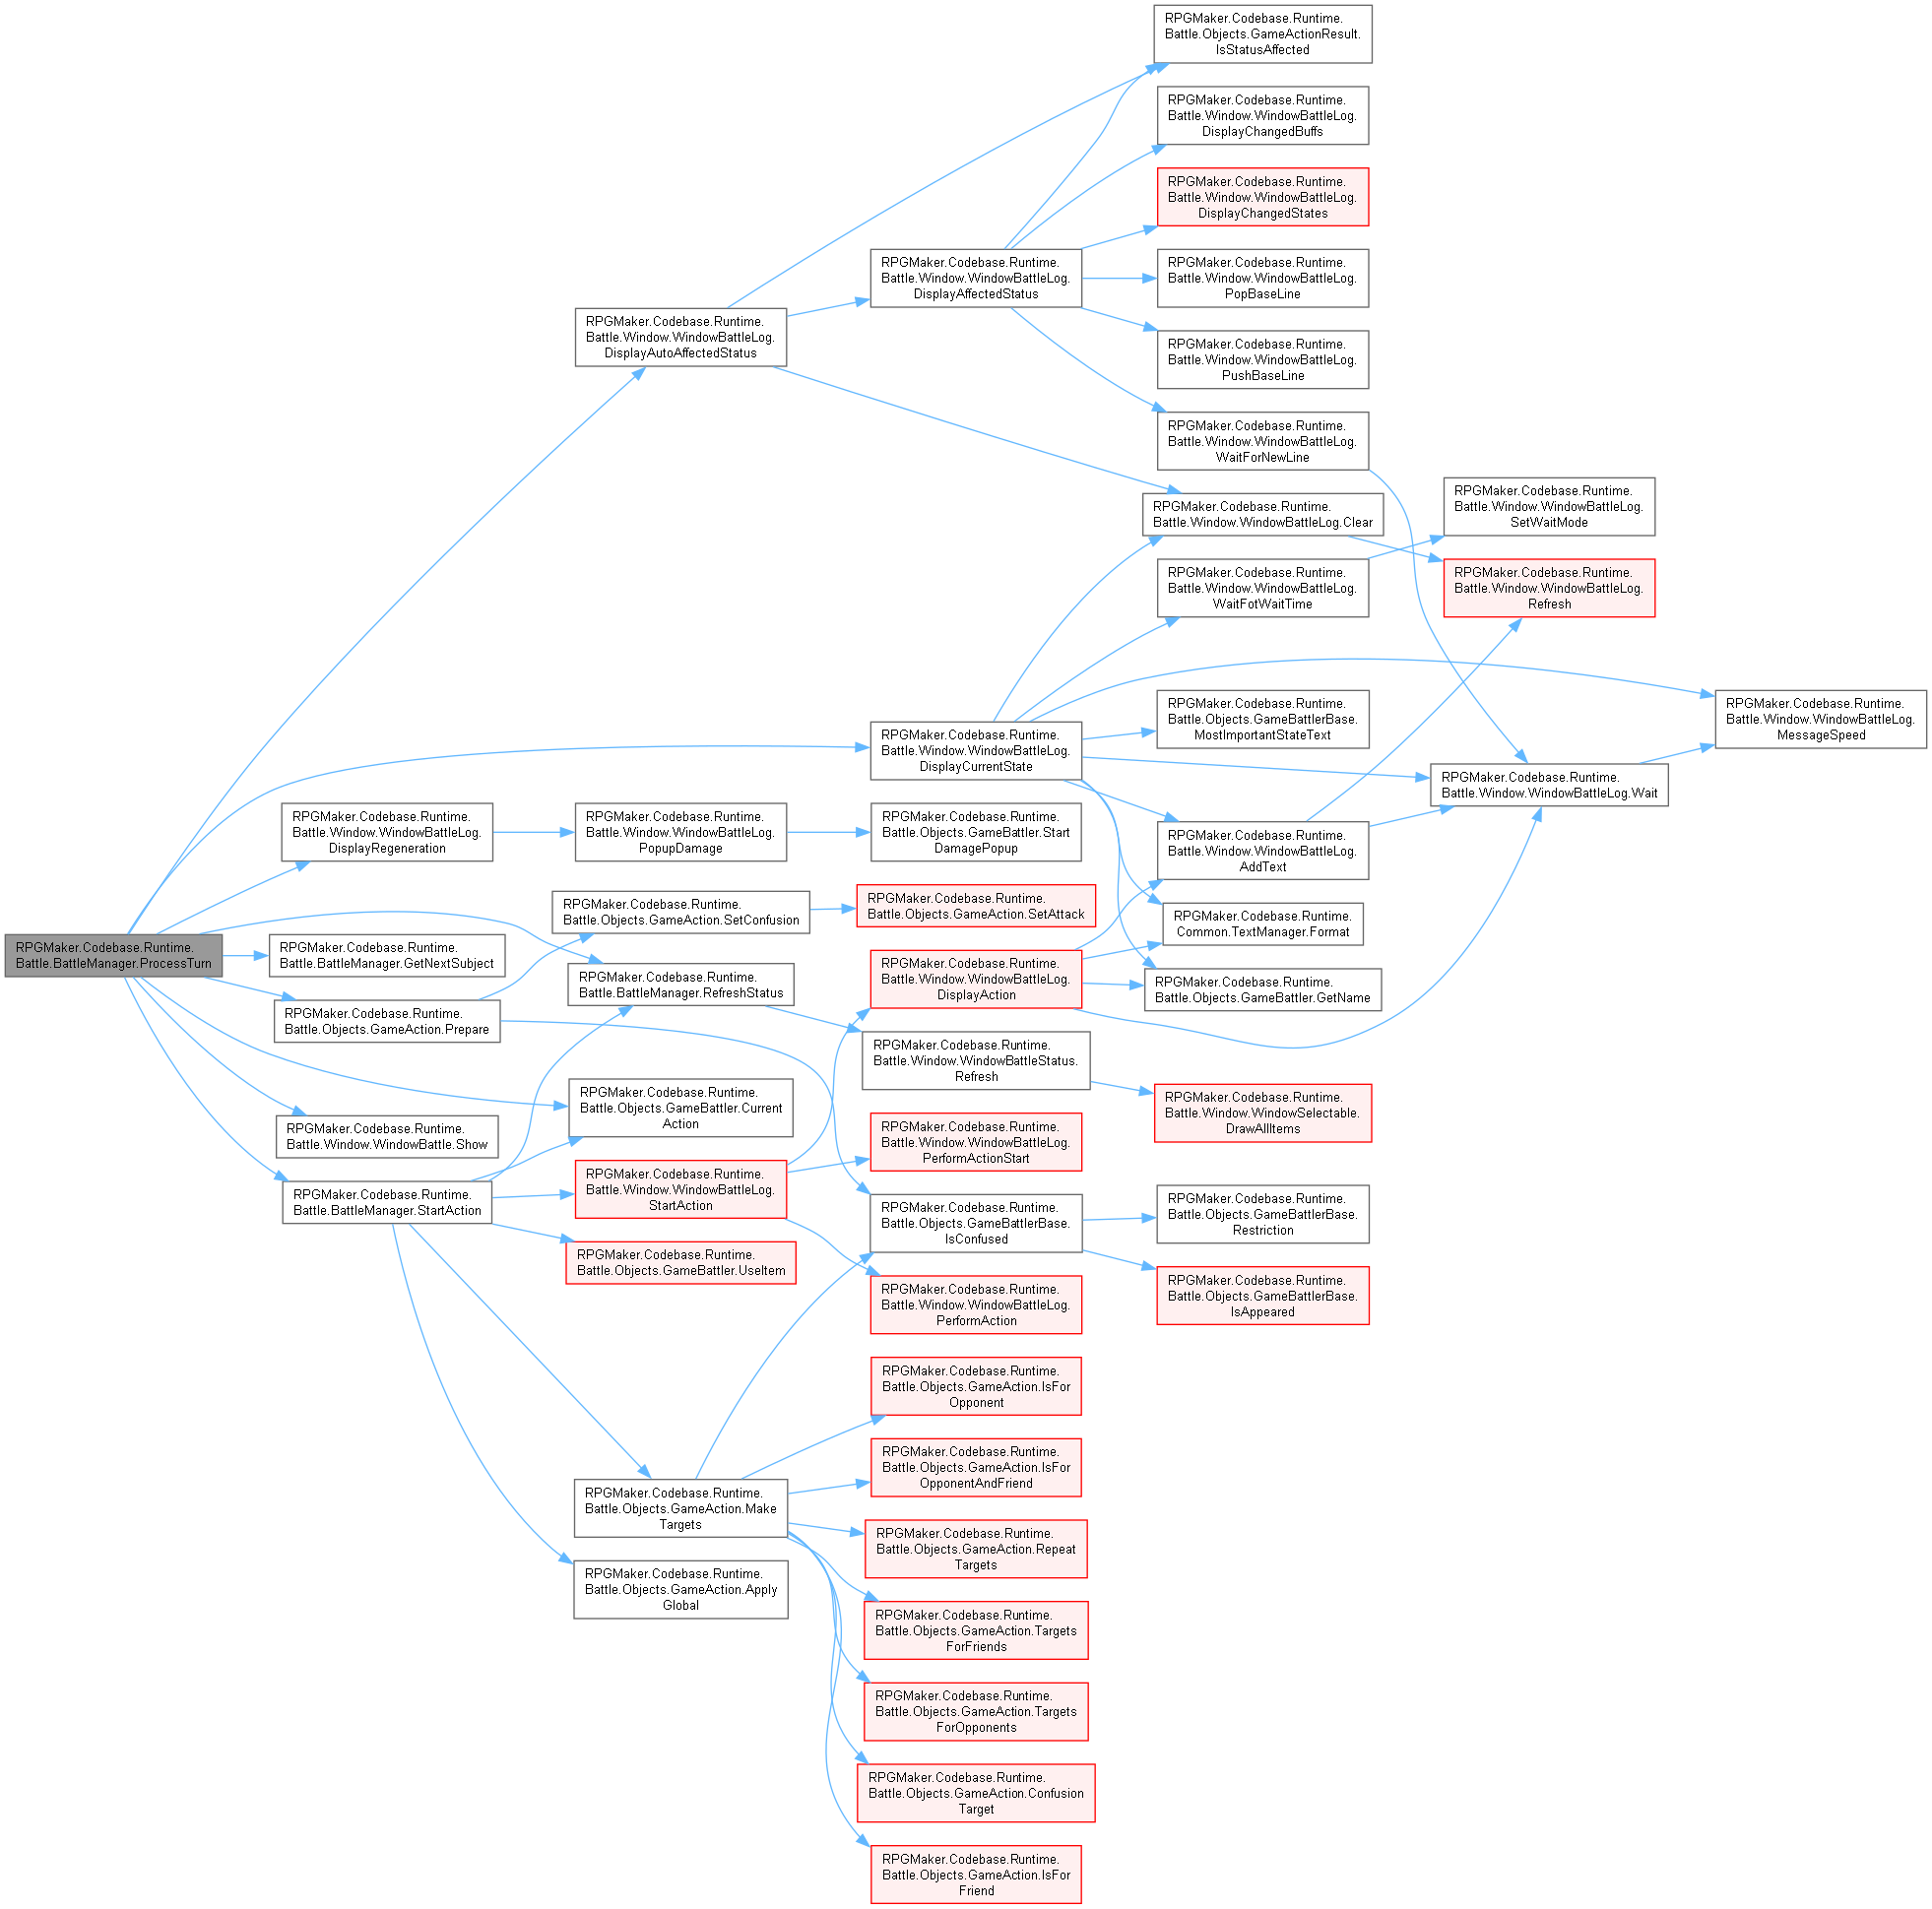 RPGMaker.Codebase.Runtime.
Battle.BattleManager.ProcessTurn
RPGMaker.Codebase.Runtime.
Battle.Window.WindowBattleLog.
DisplayRegeneration
RPGMaker.Codebase.Runtime.
Battle.BattleManager.GetNextSubject
RPGMaker.Codebase.Runtime.
Battle.Objects.GameAction.Prepare
RPGMaker.Codebase.Runtime.
Battle.Window.WindowBattle.Show
RPGMaker.Codebase.Runtime.
Battle.BattleManager.StartAction
RPGMaker.Codebase.Runtime.
Battle.Window.WindowBattleLog.
DisplayAutoAffectedStatus
RPGMaker.Codebase.Runtime.
Battle.Window.WindowBattleLog.
PopupDamage
RPGMaker.Codebase.Runtime.
Battle.Objects.GameAction.SetConfusion
RPGMaker.Codebase.Runtime.
Battle.BattleManager.RefreshStatus
RPGMaker.Codebase.Runtime.
Battle.Objects.GameBattler.Current
Action
RPGMaker.Codebase.Runtime.
Battle.Window.WindowBattleLog.
StartAction
RPGMaker.Codebase.Runtime.
Battle.Objects.GameBattler.UseItem
RPGMaker.Codebase.Runtime.
Battle.Objects.GameAction.Make
Targets
RPGMaker.Codebase.Runtime.
Battle.Objects.GameAction.Apply
Global
RPGMaker.Codebase.Runtime.
Battle.Window.WindowBattleLog.
DisplayAffectedStatus
RPGMaker.Codebase.Runtime.
Battle.Window.WindowBattleLog.
DisplayCurrentState
RPGMaker.Codebase.Runtime.
Battle.Objects.GameBattler.Start
DamagePopup
RPGMaker.Codebase.Runtime.
Battle.Objects.GameAction.SetAttack
RPGMaker.Codebase.Runtime.
Battle.Window.WindowBattleLog.
DisplayAction
RPGMaker.Codebase.Runtime.
Battle.Window.WindowBattleStatus.
Refresh
RPGMaker.Codebase.Runtime.
Battle.Window.WindowBattleLog.
PerformActionStart
RPGMaker.Codebase.Runtime.
Battle.Objects.GameBattlerBase.
IsConfused
RPGMaker.Codebase.Runtime.
Battle.Window.WindowBattleLog.
PerformAction
RPGMaker.Codebase.Runtime.
Battle.Objects.GameAction.IsFor
Opponent
RPGMaker.Codebase.Runtime.
Battle.Objects.GameAction.IsFor
OpponentAndFriend
RPGMaker.Codebase.Runtime.
Battle.Objects.GameAction.Repeat
Targets
RPGMaker.Codebase.Runtime.
Battle.Objects.GameAction.Targets
ForFriends
RPGMaker.Codebase.Runtime.
Battle.Objects.GameAction.Targets
ForOpponents
RPGMaker.Codebase.Runtime.
Battle.Objects.GameAction.Confusion
Target
RPGMaker.Codebase.Runtime.
Battle.Objects.GameAction.IsFor
Friend
RPGMaker.Codebase.Runtime.
Battle.Objects.GameActionResult.
IsStatusAffected
RPGMaker.Codebase.Runtime.
Battle.Window.WindowBattleLog.
DisplayChangedBuffs
RPGMaker.Codebase.Runtime.
Battle.Window.WindowBattleLog.
DisplayChangedStates
RPGMaker.Codebase.Runtime.
Battle.Window.WindowBattleLog.
PopBaseLine
RPGMaker.Codebase.Runtime.
Battle.Window.WindowBattleLog.
PushBaseLine
RPGMaker.Codebase.Runtime.
Battle.Window.WindowBattleLog.
WaitForNewLine
RPGMaker.Codebase.Runtime.
Battle.Window.WindowBattleLog.Clear
RPGMaker.Codebase.Runtime.
Battle.Window.WindowBattleLog.
WaitFotWaitTime
RPGMaker.Codebase.Runtime.
Battle.Objects.GameBattlerBase.
MostImportantStateText
RPGMaker.Codebase.Runtime.
Battle.Window.WindowBattleLog.
AddText
RPGMaker.Codebase.Runtime.
Common.TextManager.Format
RPGMaker.Codebase.Runtime.
Battle.Objects.GameBattler.GetName
RPGMaker.Codebase.Runtime.
Battle.Window.WindowSelectable.
DrawAllItems
RPGMaker.Codebase.Runtime.
Battle.Objects.GameBattlerBase.
Restriction
RPGMaker.Codebase.Runtime.
Battle.Objects.GameBattlerBase.
IsAppeared
RPGMaker.Codebase.Runtime.
Battle.Window.WindowBattleLog.
SetWaitMode
RPGMaker.Codebase.Runtime.
Battle.Window.WindowBattleLog.
Refresh
RPGMaker.Codebase.Runtime.
Battle.Window.WindowBattleLog.Wait
RPGMaker.Codebase.Runtime.
Battle.Window.WindowBattleLog.
MessageSpeed